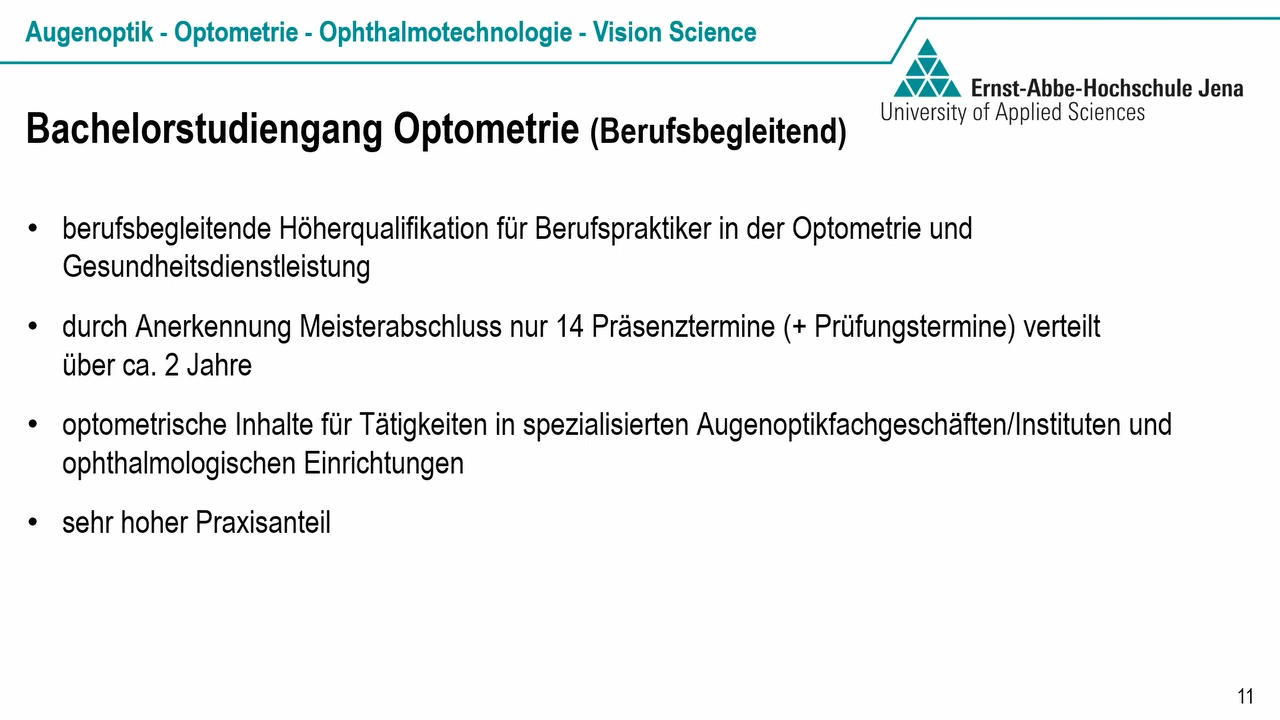 Augenoptik - Optometrie - Ophthalmotechnologie - Vision Science
Ernst-Abbe-Hochschule Jena
University of Applied Sciences
Bachelorstudiengang Optometrie (Berufsbegleitend)
• berufsbegleitende Höherqualifikation für Berufspraktiker in der Optometrie und
Gesundheitsdienstleistung
• durch Anerkennung Meisterabschluss nur 14 Präsenztermine (+ Prüfungstermine) verteilt
über ca. 2 Jahre
• optometrische Inhalte für Tätigkeiten in spezialisierten Augenoptikfachgeschäften/Instituten und
ophthalmologischen Einrichtungen
• sehr hoher Praxisanteil
11